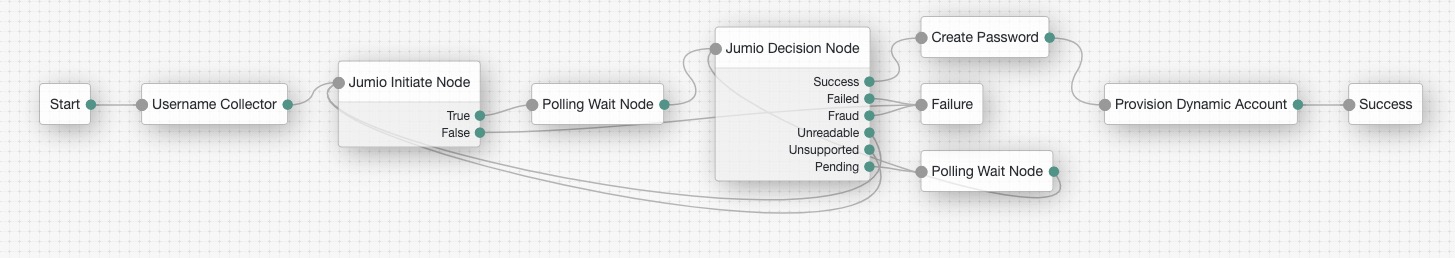 Start
Username Collector
Jumio Initiate Node
True
False
Polling Wait Node
Jumio Decision Node
Success
Failed
Fraud
Unreadable
Unsupported
Pending
Create Password
Failure
Polling Wait Node
Provision Dynamic Account
Success